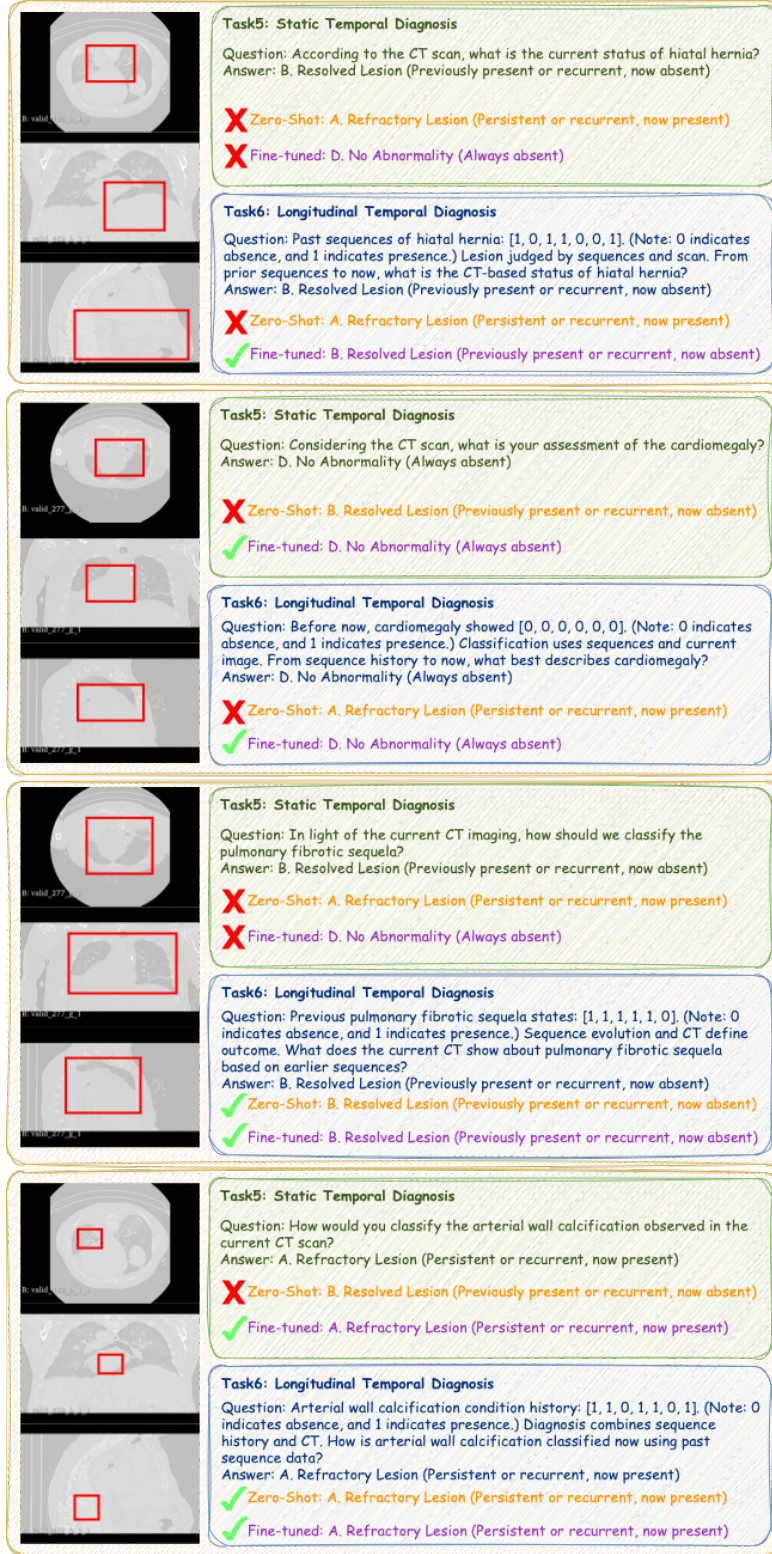 Task5: Static Temporal Diagnosis
Question: According to the CT scan, what is the current status of hiatal hernia?
Answer: B. Resolved Lesion (Previously present or recurrent, now absent)
X Zero-Shot: A. Refractory Lesion (Persistent or recurrent, now present)
X Fine-tuned: D. No Abnormality (Always absent)
Task6: Longitudinal Temporal Diagnosis
Question: Past sequences of hiatal hernia: [1, 0, 1, 1, 0, 0, 1]. (Note: 0 indicates
absence, and 1 indicates presence.) Lesion judged by sequences and scan. From
prior sequences to now, what is the CT-based status of hiatal hernia?
Answer: B. Resolved Lesion (Previously present or recurrent, now absent)
X Zero-Shot: A. Refractory Lesion (Persistent or recurrent, now present)
✓ Fine-tuned: B. Resolved Lesion (Previously present or recurrent, now absent)
B: valid_277_
B: valid_277_g_1
Task5: Static Temporal Diagnosis
Question: Considering the CT scan, what is your assessment of the cardiomegaly?
Answer: D. No Abnormality (Always absent)
X Zero-Shot: B. Resolved Lesion (Previously present or recurrent, now absent)
✓ Fine-tuned: D. No Abnormality (Always absent)
Task6: Longitudinal Temporal Diagnosis
Question: Before now, cardiomegaly showed [0, 0, 0, 0, 0, 0]. (Note: 0 indicates
absence, and 1 indicates presence.) Classification uses sequences and current
image. From sequence history to now, what best describes cardiomegaly?
Answer: D. No Abnormality (Always absent)
X Zero-Shot: A. Refractory Lesion (Persistent or recurrent, now present)
✓ Fine-tuned: D. No Abnormality (Always absent)
B: valid_277_g_1
Task5: Static Temporal Diagnosis
Question: In light of the current CT imaging, how should we classify the
pulmonary fibrotic sequela?
Answer: B. Resolved Lesion (Previously present or recurrent, now absent)
X Zero-Shot: A. Refractory Lesion (Persistent or recurrent, now present)
X Fine-tuned: D. No Abnormality (Always absent)
Task6: Longitudinal Temporal Diagnosis
Question: Previous pulmonary fibrotic sequela states: [1, 1, 1, 1, 1, 0]. (Note: 0
indicates absence, and 1 indicates presence.) Sequence evolution and CT define
outcome. What does the current CT show about pulmonary fibrotic sequela
based on earlier sequences?
Answer: B. Resolved Lesion (Previously present or recurrent, now absent)
✓ Zero-Shot: B. Resolved Lesion (Previously present or recurrent, now absent)
✓ Fine-tuned: B. Resolved Lesion (Previously present or recurrent, now absent)
Task5: Static Temporal Diagnosis
Question: How would you classify the arterial wall calcification observed in the
current CT scan?
Answer: A. Refractory Lesion (Persistent or recurrent, now present)
X Zero-Shot: B. Resolved Lesion (Previously present or recurrent, now absent)
✓ Fine-tuned: A. Refractory Lesion (Persistent or recurrent, now present)
Task6: Longitudinal Temporal Diagnosis
Question: Arterial wall calcification condition history: [1, 1, 0, 1, 1, 0, 1]. (Note: 0
indicates absence, and 1 indicates presence.) Diagnosis combines sequence
history and CT. How is arterial wall calcification classified now using past
sequence data?
Answer: A. Refractory Lesion (Persistent or recurrent, now present)
✓ Zero-Shot: A. Refractory Lesion (Persistent or recurrent, now present)
✓ Fine-tuned: A. Refractory Lesion (Persistent or recurrent, now present)